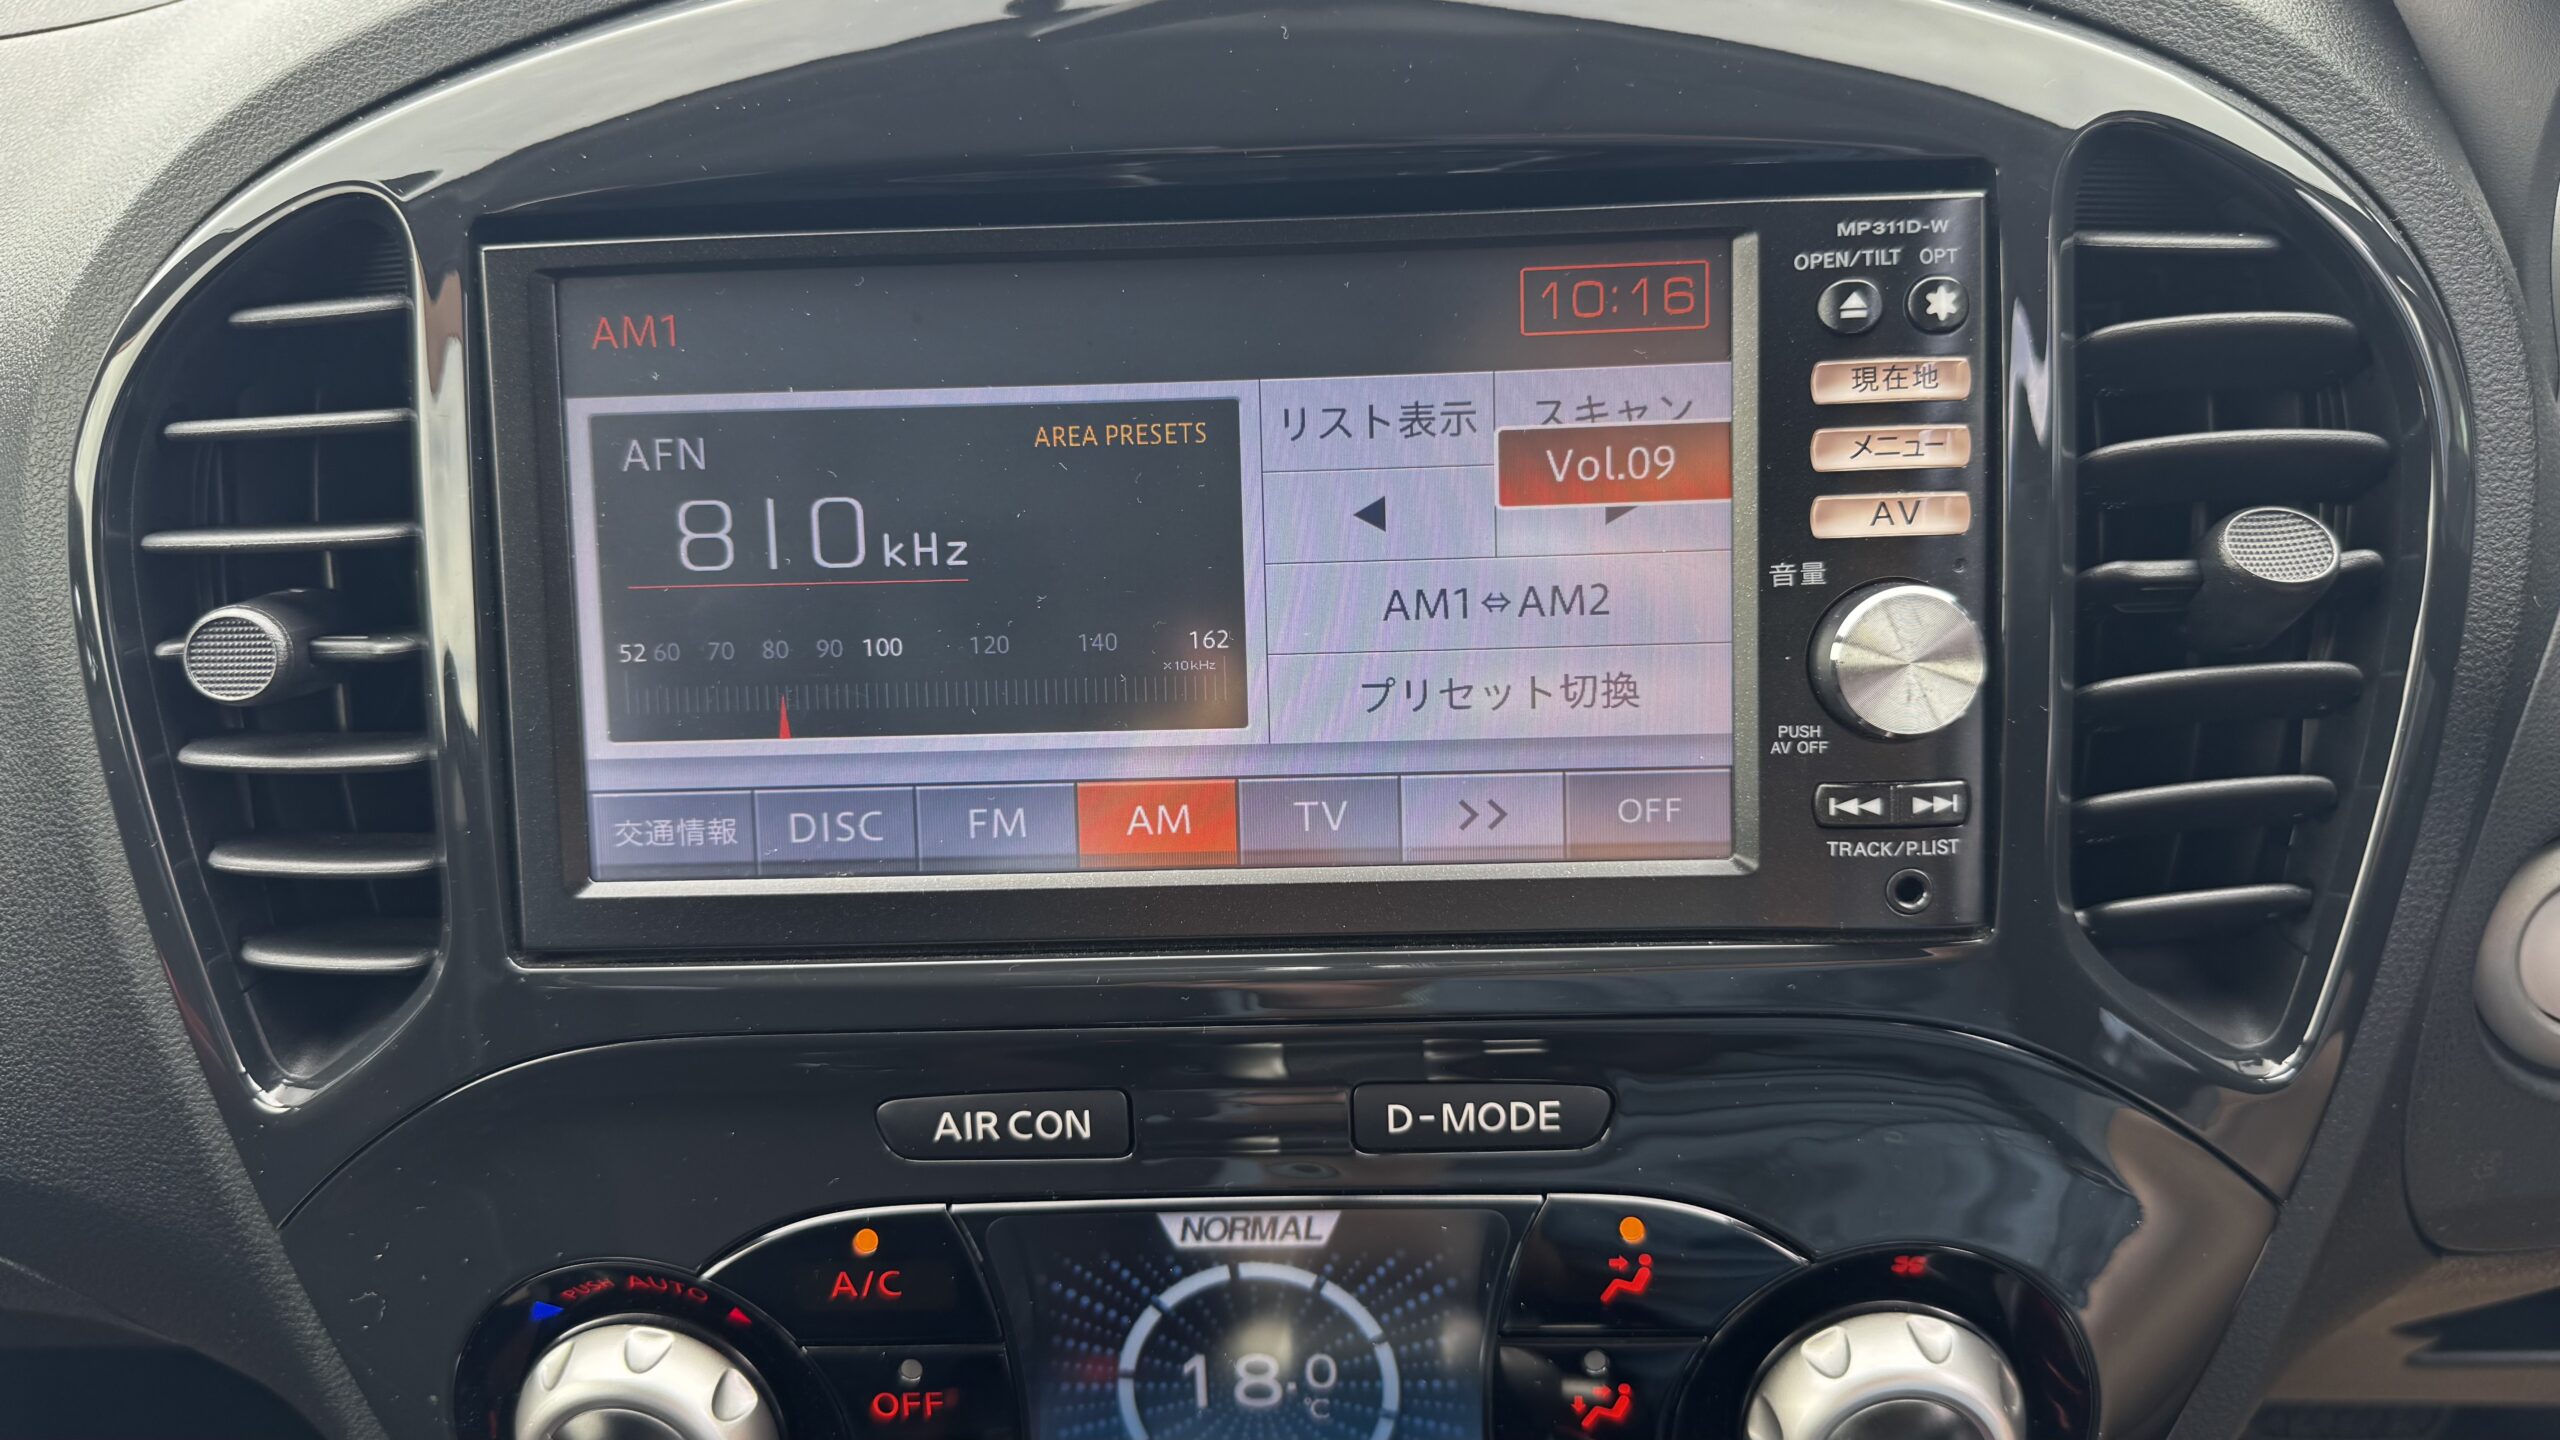 MP311D-W
OPEN/TILT OPT
AM1
10:16
現在地
AFN
AREA PRESETS
リスト表示
スキャン
Vol.09
メニュー
810 kHz
AV
音量
AM1⇔AM2
52 60 70 80 90 100 120 140 162
×10kHz
プリセット切換
PUSH
AV OFF
交通情報
DISC
FM
AM
TV
>>
OFF
TRACK/P.LIST
AIR CON
D-MODE
NORMAL
PUSH AUTO
A/C
18.0
℃
OFF